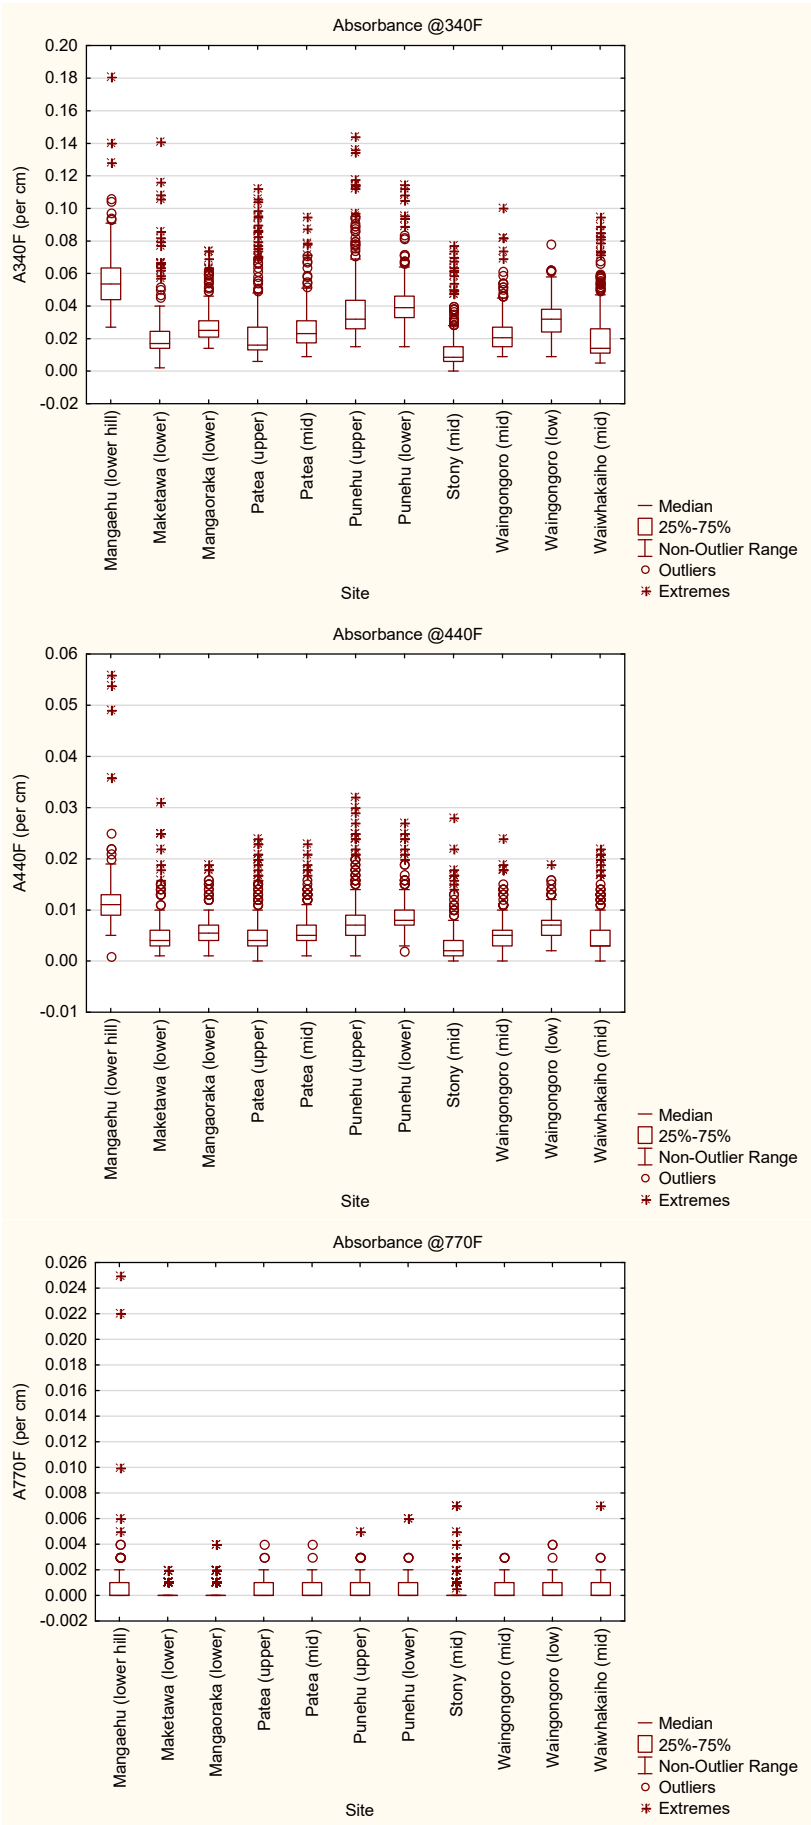 Absorbance @340F
A340F (per cm)
0.20
0.18
0.16
0.14
0.12
0.10
0.08
0.06
0.04
0.02
0.00
-0.02
Mangaehu (lower hill)
Maketawa (lower)
Mangaoraka (lower)
Patea (upper)
Patea (mid)
Punehu (upper)
Punehu (lower)
Stony (mid)
Waingongoro (mid)
Waingongoro (low)
Waiwhakaiho (mid)
Site
Median
25%-75%
Non-Outlier Range
Outliers
Extremes
Absorbance @440F
A440F (per cm)
0.06
0.05
0.04
0.03
0.02
0.01
0.00
-0.01
Mangaehu (lower hill)
Maketawa (lower)
Mangaoraka (lower)
Patea (upper)
Patea (mid)
Punehu (upper)
Punehu (lower)
Stony (mid)
Waingongoro (mid)
Waingongoro (low)
Waiwhakaiho (mid)
Site
Median
25%-75%
Non-Outlier Range
Outliers
Extremes
Absorbance @770F
A770F (per cm)
0.026
0.024
0.022
0.020
0.018
0.016
0.014
0.012
0.010
0.008
0.006
0.004
0.002
0.000
-0.002
Mangaehu (lower hill)
Maketawa (lower)
Mangaoraka (lower)
Patea (upper)
Patea (mid)
Punehu (upper)
Punehu (lower)
Stony (mid)
Waingongoro (mid)
Waingongoro (low)
Waiwhakaiho (mid)
Site
Median
25%-75%
Non-Outlier Range
Outliers
Extremes